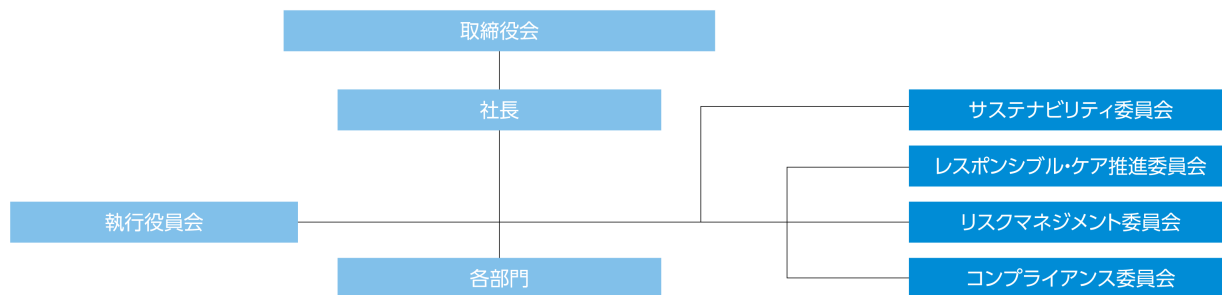 取締役会
社長
サステナビリティ委員会
レスポンシブル・ケア推進委員会
執行役員会
リスクマネジメント委員会
各部門
コンプライアンス委員会